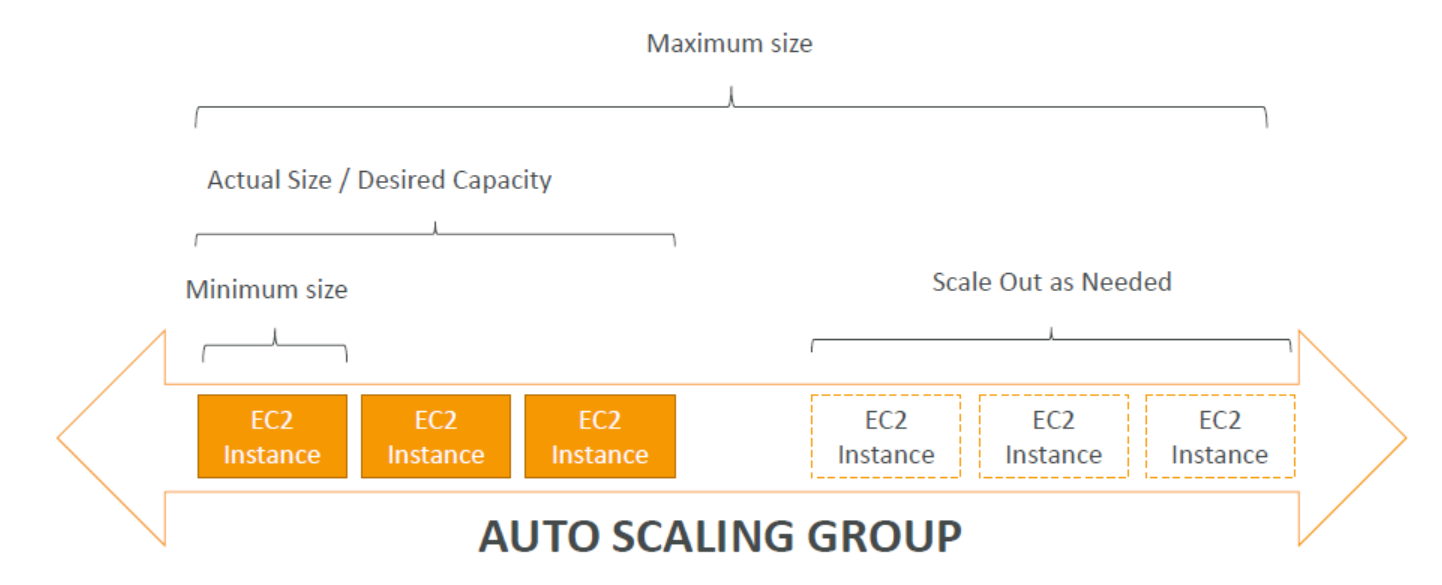 Maximum size
Actual Size / Desired Capacity
Minimum size
Scale Out as Needed
EC2
Instance
EC2
Instance
EC2
Instance
EC2
Instance
EC2
Instance
EC2
Instance
AUTO SCALING GROUP